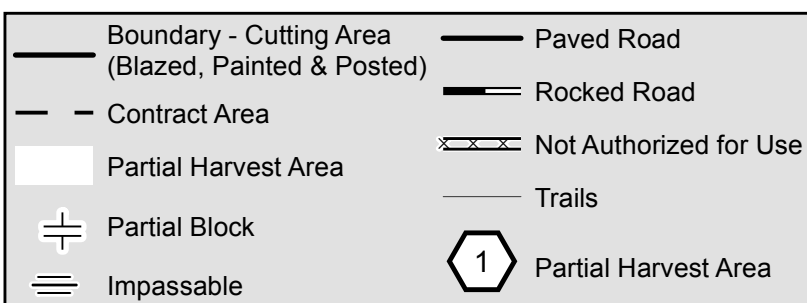 Boundary - Cutting Area
(Blazed, Painted & Posted)
Contract Area
Partial Harvest Area
Partial Block
Impassable
Paved Road
Rocked Road
Not Authorized for Use
Trails
1
Partial Harvest Area